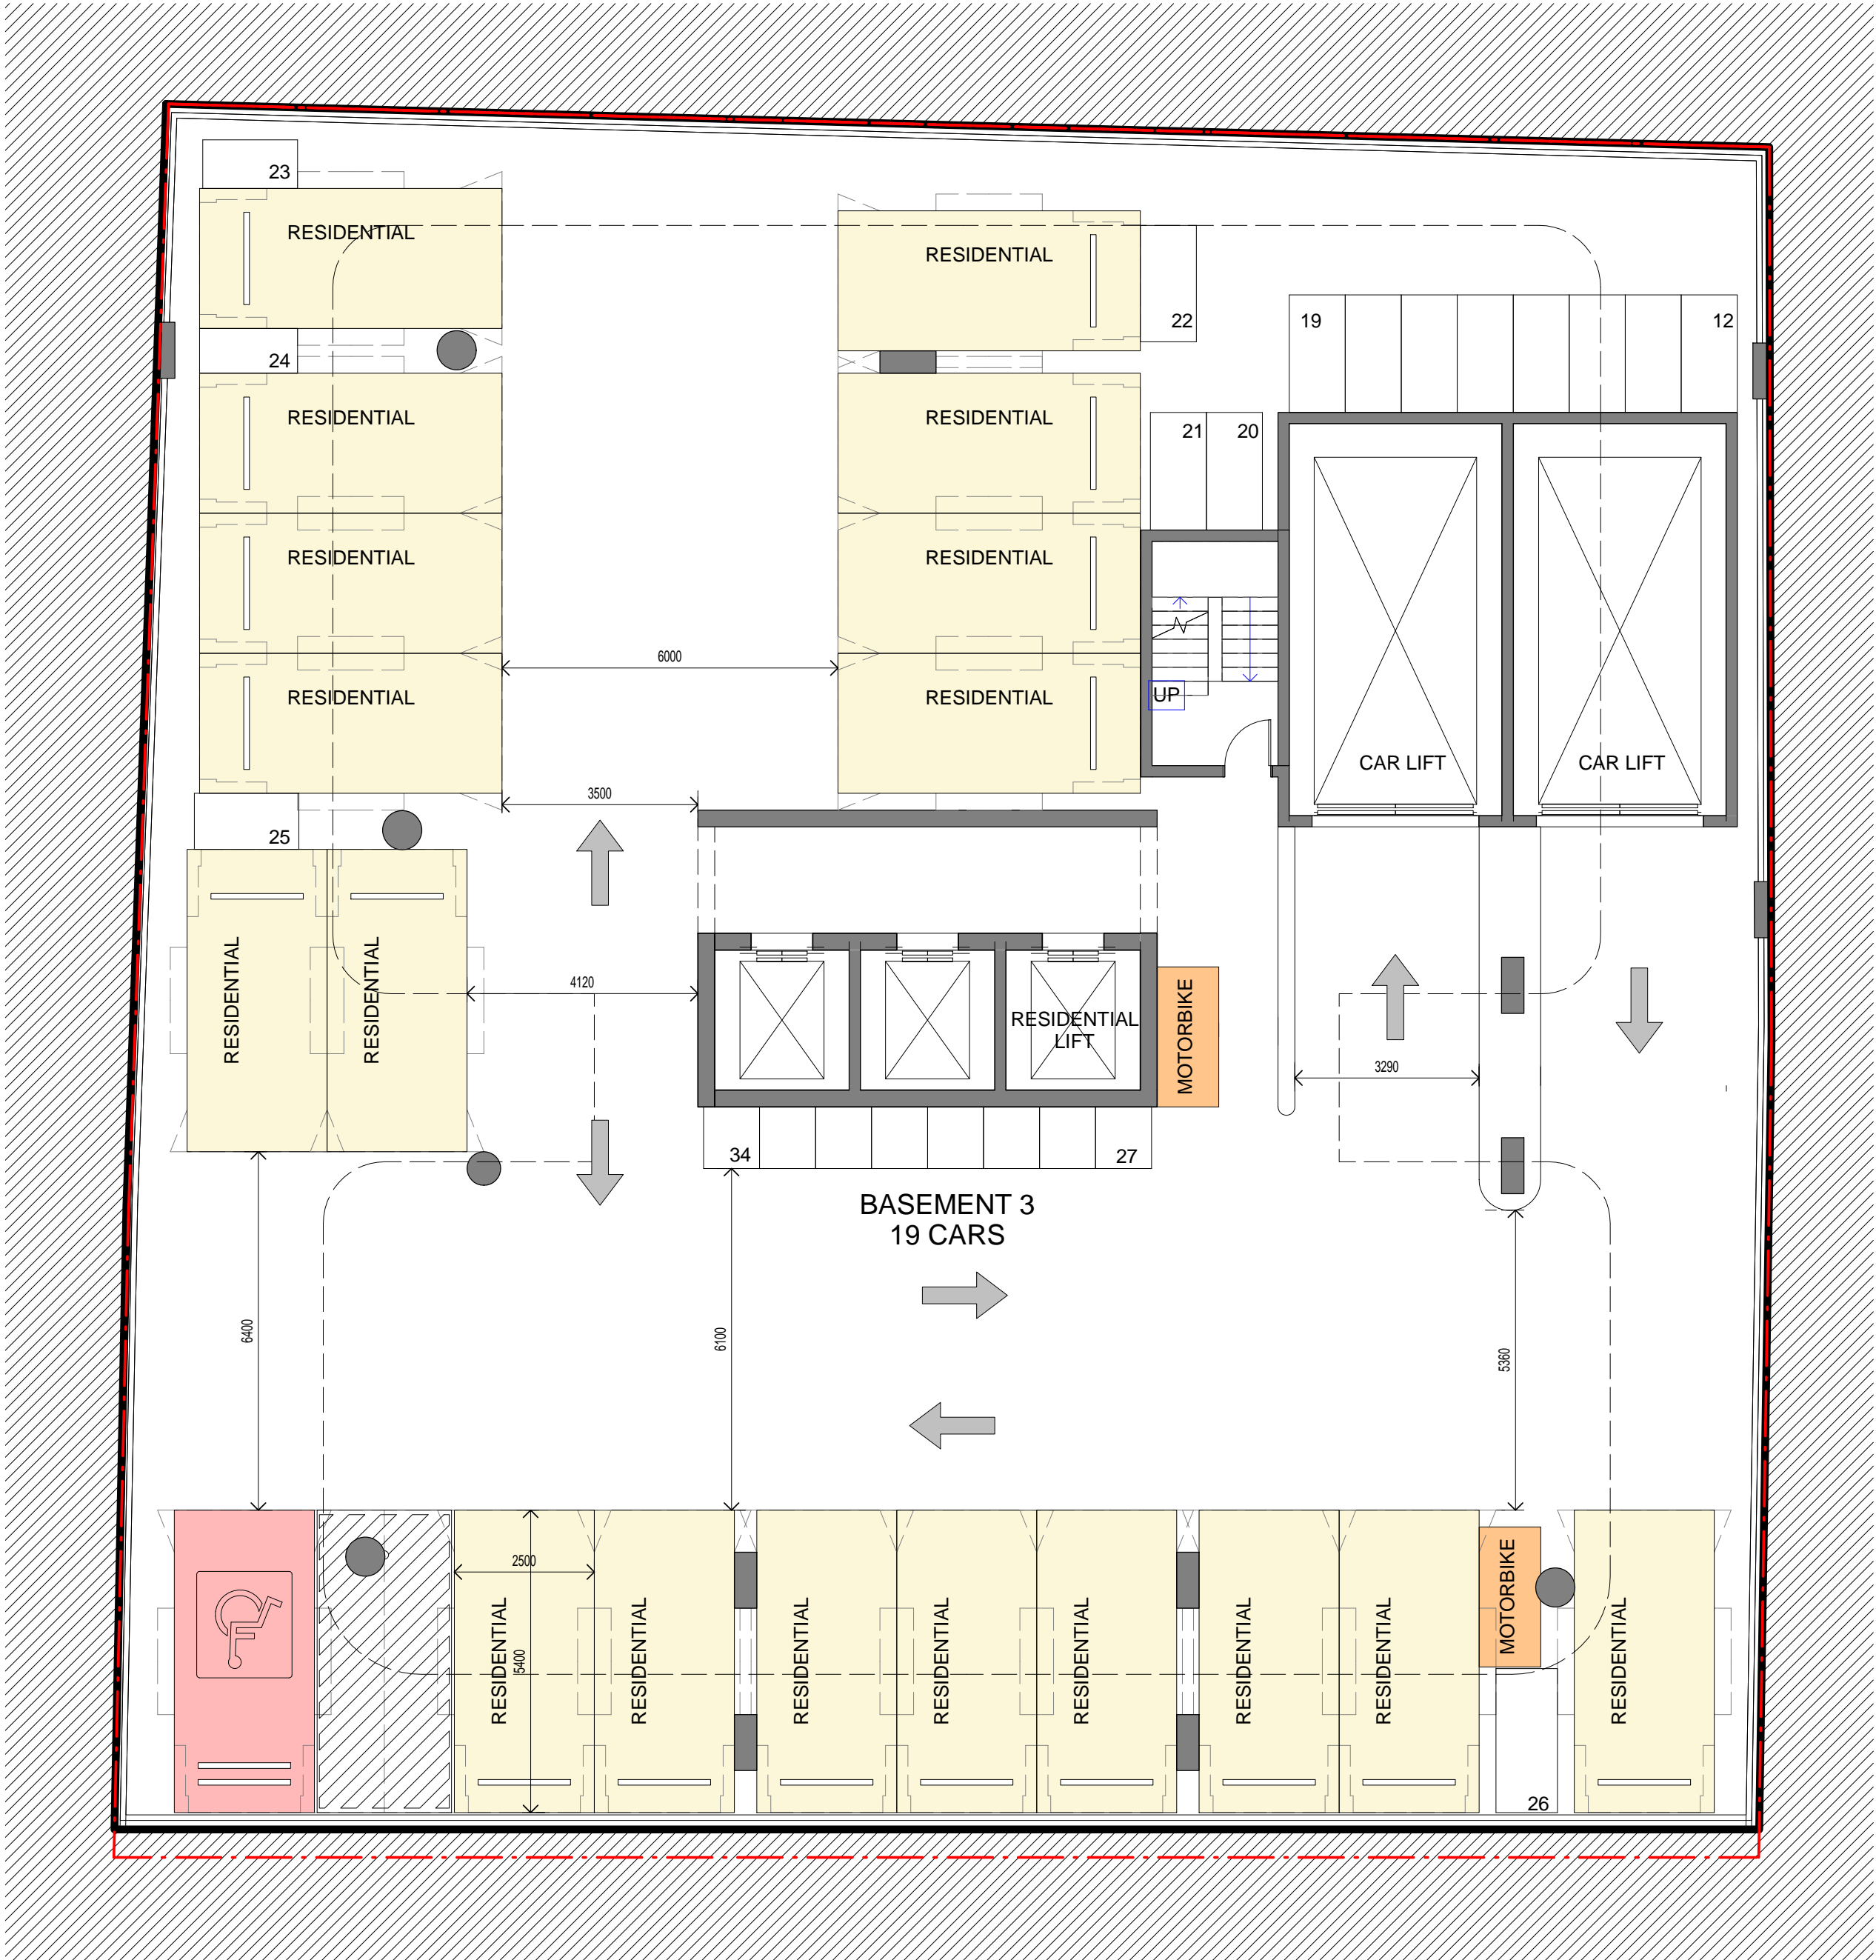 23
RESIDENTIAL
RESIDENTIAL
22
19
12
24
RESIDENTIAL
RESIDENTIAL
21
20
RESIDENTIAL
RESIDENTIAL
6000
RESIDENTIAL
RESIDENTIAL
UP
CAR LIFT
CAR LIFT
3500
25
RESIDENTIAL
RESIDENTIAL
4120
RESIDENTIAL
LIFT
MOTORBIKE
3290
34
27
BASEMENT 3
19 CARS
6400
6100
5360
2500
5400
RESIDENTIAL
RESIDENTIAL
RESIDENTIAL
RESIDENTIAL
RESIDENTIAL
RESIDENTIAL
RESIDENTIAL
MOTORBIKE
RESIDENTIAL
26